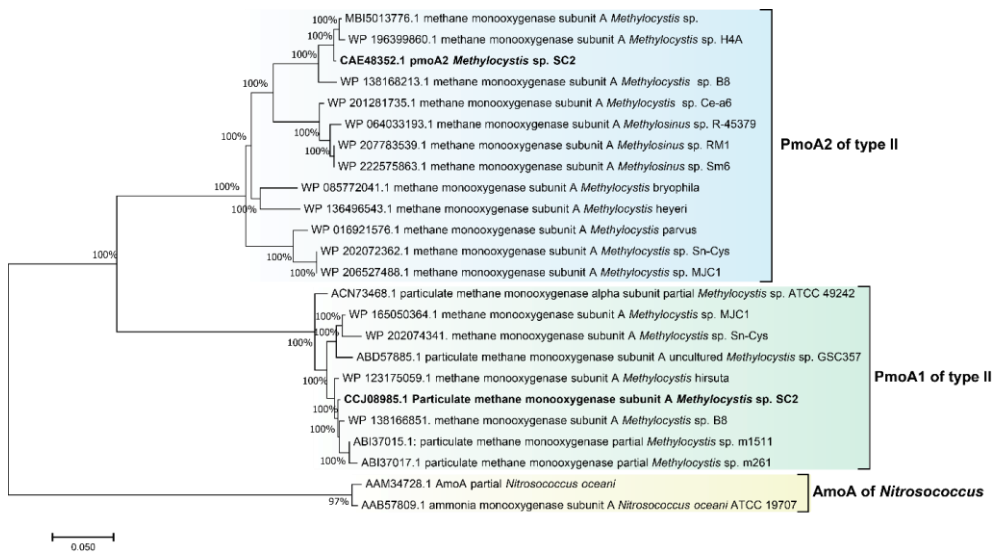 100%
MBI5013776.1 methane monooxygenase subunit A Methylocystis sp.
100%
WP 196399860.1 methane monooxygenase subunit A Methylocystis sp. H4A
100%
CAE48352.1 pmoA2 Methylocystis sp. SC2
100%
WP 138168213.1 methane monooxygenase subunit A Methylocystis sp. B8
WP 201281735.1 methane monooxygenase subunit A Methylocystis sp. Ce-a6
100%
WP 064033193.1 methane monooxygenase subunit A Methylosinus sp. R-45379
100%
100%
WP 207783539.1 methane monooxygenase subunit A Methylosinus sp. RM1
PmoA2 of type II
100%
WP 222575863.1 methane monooxygenase subunit A Methylosinus sp. Sm6
100%
WP 085772041.1 methane monooxygenase subunit A Methylocystis bryophila
100%
WP 136496543.1 methane monooxygenase subunit A Methylocystis heyeri
WP 016921576.1 methane monooxygenase subunit A Methylocystis parvus
100%
WP 202072362.1 methane monooxygenase subunit A Methylocystis sp. Sn-Cys
100%
WP 206527488.1 methane monooxygenase subunit A Methylocystis sp. MJC1
ACN73468.1 particulate methane monooxygenase alpha subunit partial Methylocystis sp. ATCC 49242
100%
WP 165050364.1 methane monooxygenase subunit A Methylocystis sp. MJC1
100%
100%
WP 202074341. methane monooxygenase subunit A Methylocystis sp. Sn-Cys
ABD57885.1 particulate methane monooxygenase subunit A uncultured Methylocystis sp. GSC357
100%
WP 123175059.1 methane monooxygenase subunit A Methylocystis hirsuta
PmoA1 of type II
CCJ08985.1 Particulate methane monooxygenase subunit A Methylocystis sp. SC2
100%
WP 138166851. methane monooxygenase subunit A Methylocystis sp. B8
100%
ABI37015.1: particulate methane monooxygenase partial Methylocystis sp. m1511
100%
ABI37017.1 particulate methane monooxygenase partial Methylocystis sp. m261
AAM34728.1 AmoA partial Nitrosococcus oceani
AmoA of Nitrosococcus
97%
AAB57809.1 ammonia monooxygenase subunit A Nitrosococcus oceani ATCC 19707
0.050